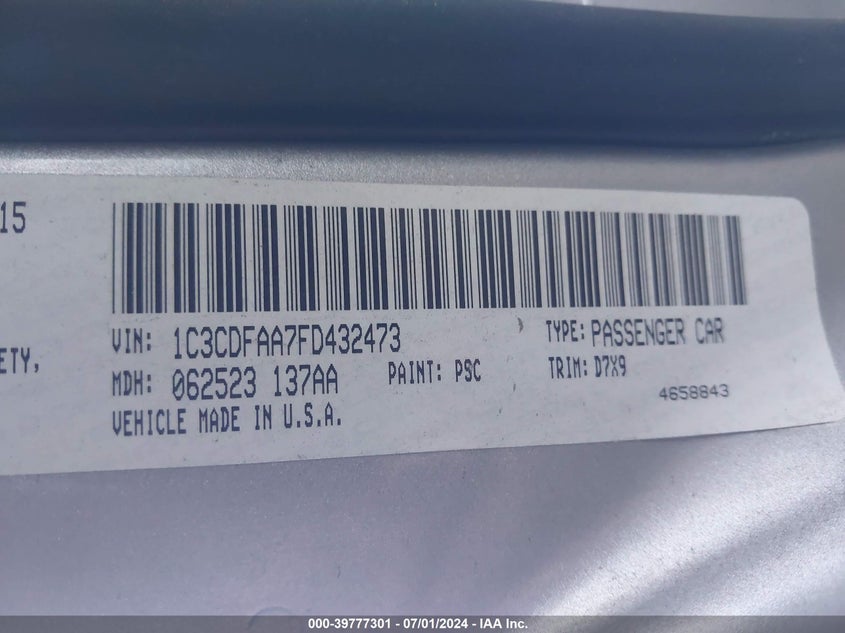 15
VIN: 1C3CDFAA7FD432473
TYPE: PASSENGER CAR
ETY,
MDH: 062523 137AA
PAINT: PSC
TRIM: D7X9
4658843
VEHICLE MADE IN U.S.A.
000-39777301 - 07/01/2024 - IAA Inc.